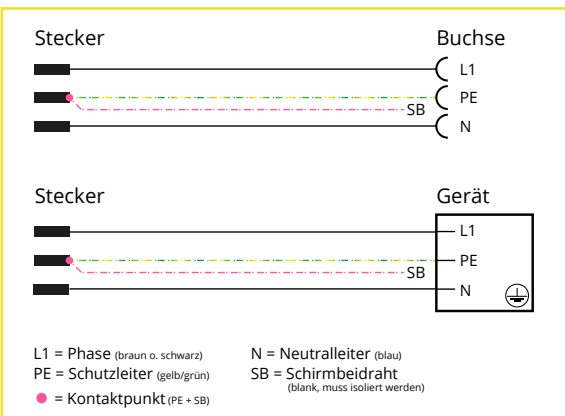 Stecker Buchse
L1
PE
SB
N
Stecker Gerät
L1
PE
SB
N
L1 = Phase (braun o. schwarz) N = Neutralleiter (blau)
PE = Schutzleiter (gelb/grün) SB = Schirmbeidraht
(blank, muss isoliert werden)
= Kontaktpunkt (PE + SB)